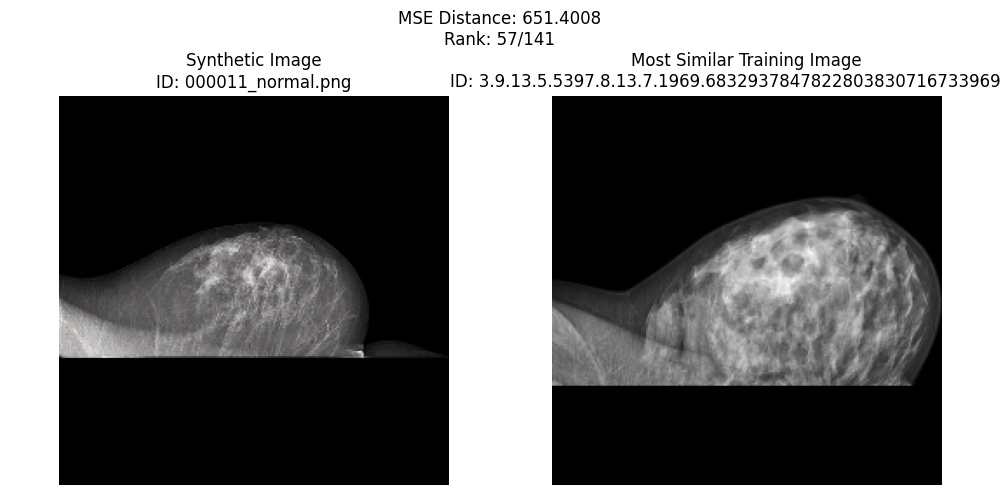 MSE Distance: 651.4008
Rank: 57/141
Synthetic Image
ID: 000011_normal.png
Most Similar Training Image
ID: 3.9.13.5.5397.8.13.7.1969.68329378478228038307167339​69